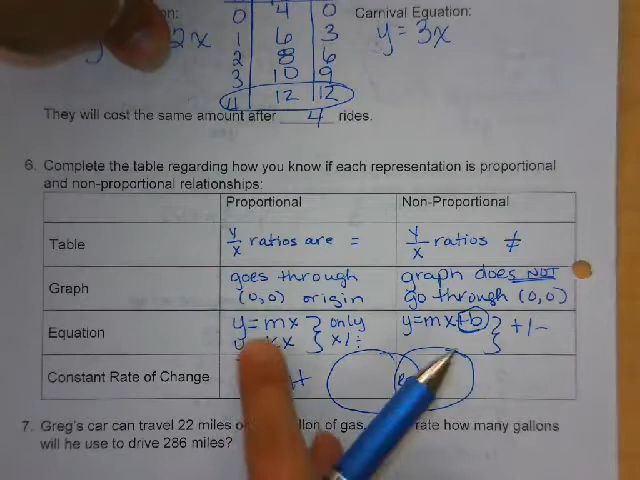 Carnival Equation:
0 4 0
1 6 3
2 8 6
3 10 9
4 12 12
2x
y = 3x
They will cost the same amount after 4 rides.
6. Complete the table regarding how you know if each representation is proportional
and non-proportional relationships:
Proportional Non-Proportional
Table y/x ratios are = y/x ratios ≠
Graph goes through (0,0) origin graph does NOT go through (0,0)
Equation y=mx } only x/÷ y=mx+b } +/-
Constant Rate of Change
7. Greg's car can travel 22 miles of gas. rate how many gallons
will he use to drive 286 miles?